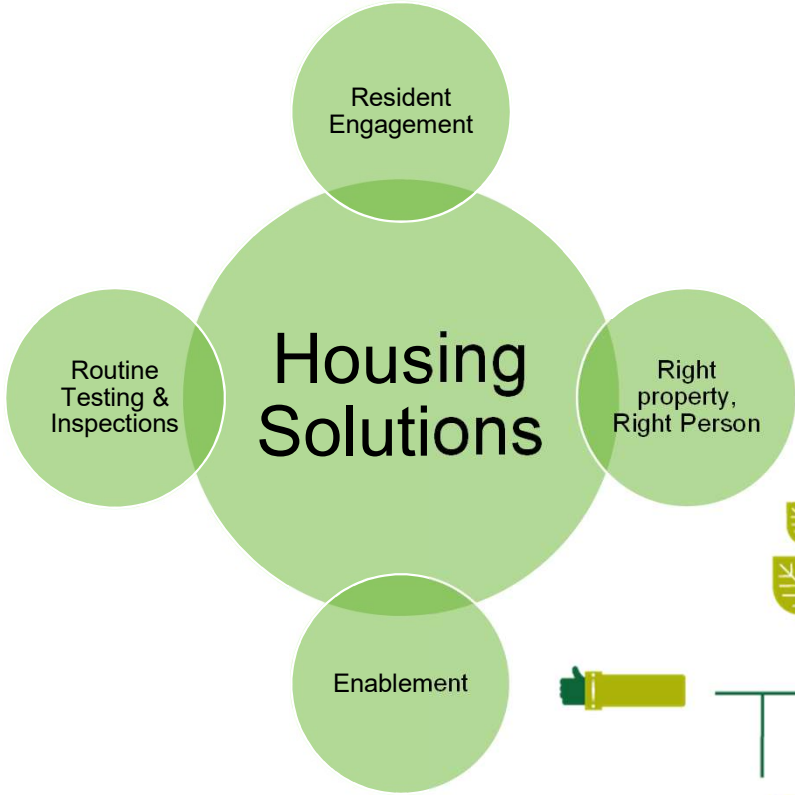 Resident
Engagement
Routine
Testing &
Inspections
Housing
Solutions
Right
property,
Right Person
Enablement